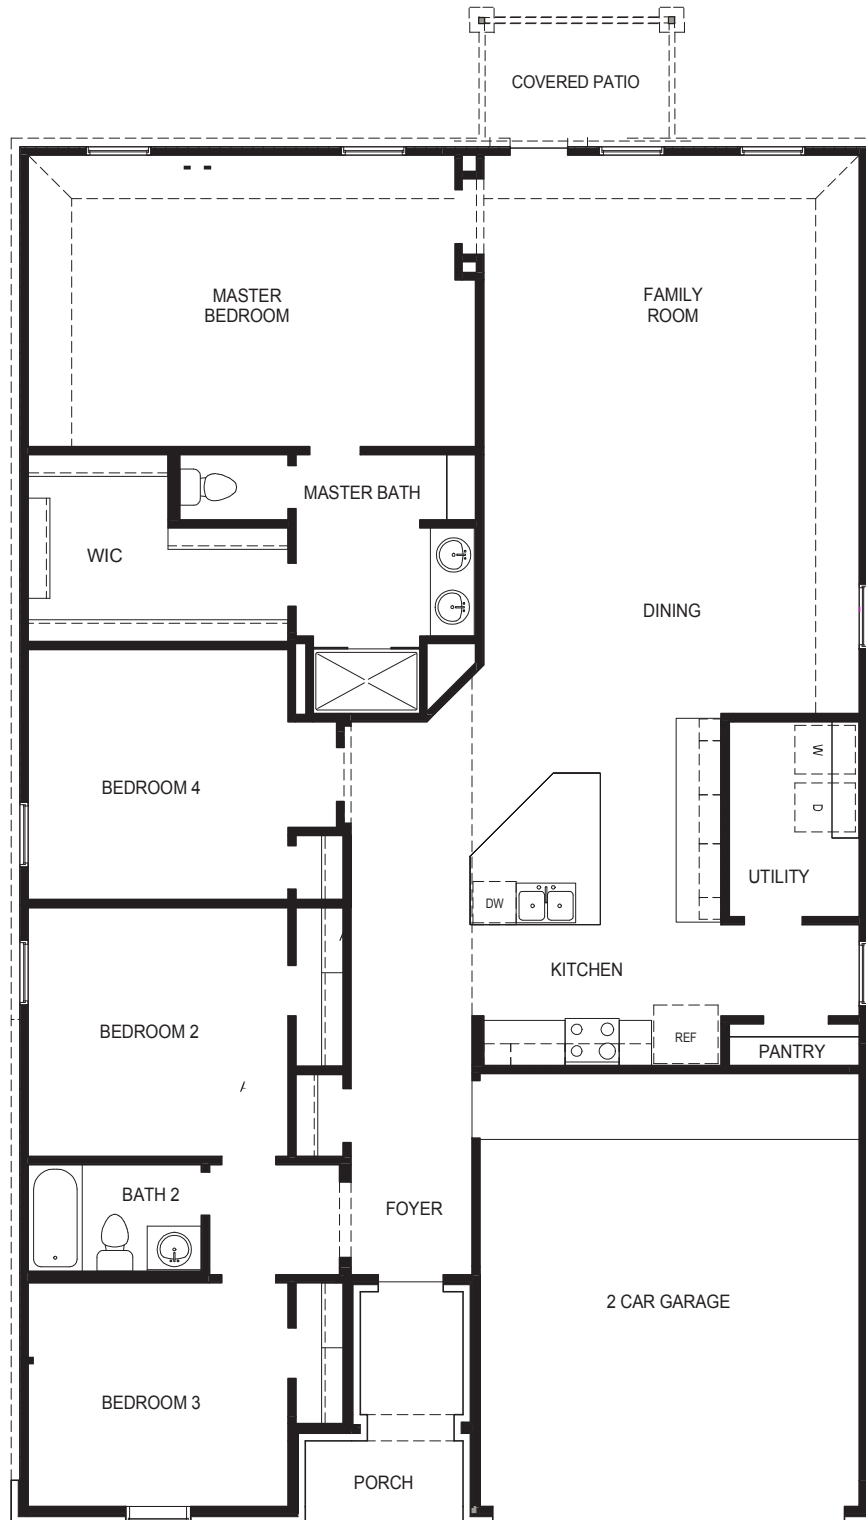 COVERED PATIO
MASTER
BEDROOM
FAMILY
ROOM
MASTER BATH
WIC
DINING
BEDROOM 4
W
D
UTILITY
DW
KITCHEN
BEDROOM 2
REF
PANTRY
BATH 2
FOYER
2 CAR GARAGE
BEDROOM 3
PORCH